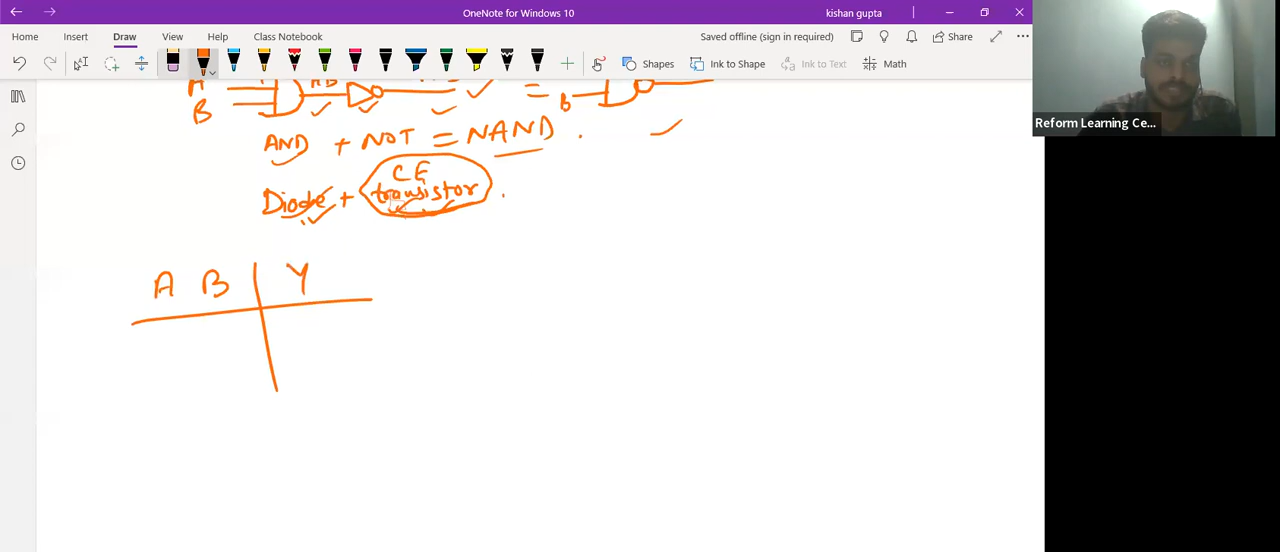 OneNote for Windows 10
kishan gupta
Home Insert Draw View Help Class Notebook
Saved offline (sign in required)
Share
Shapes
Ink to Shape
Ink to Text
Math
A
AB
B
= B
AND + NOT = NAND.
Diode + CE transistor.
A B | Y
Reform Learning Ce...